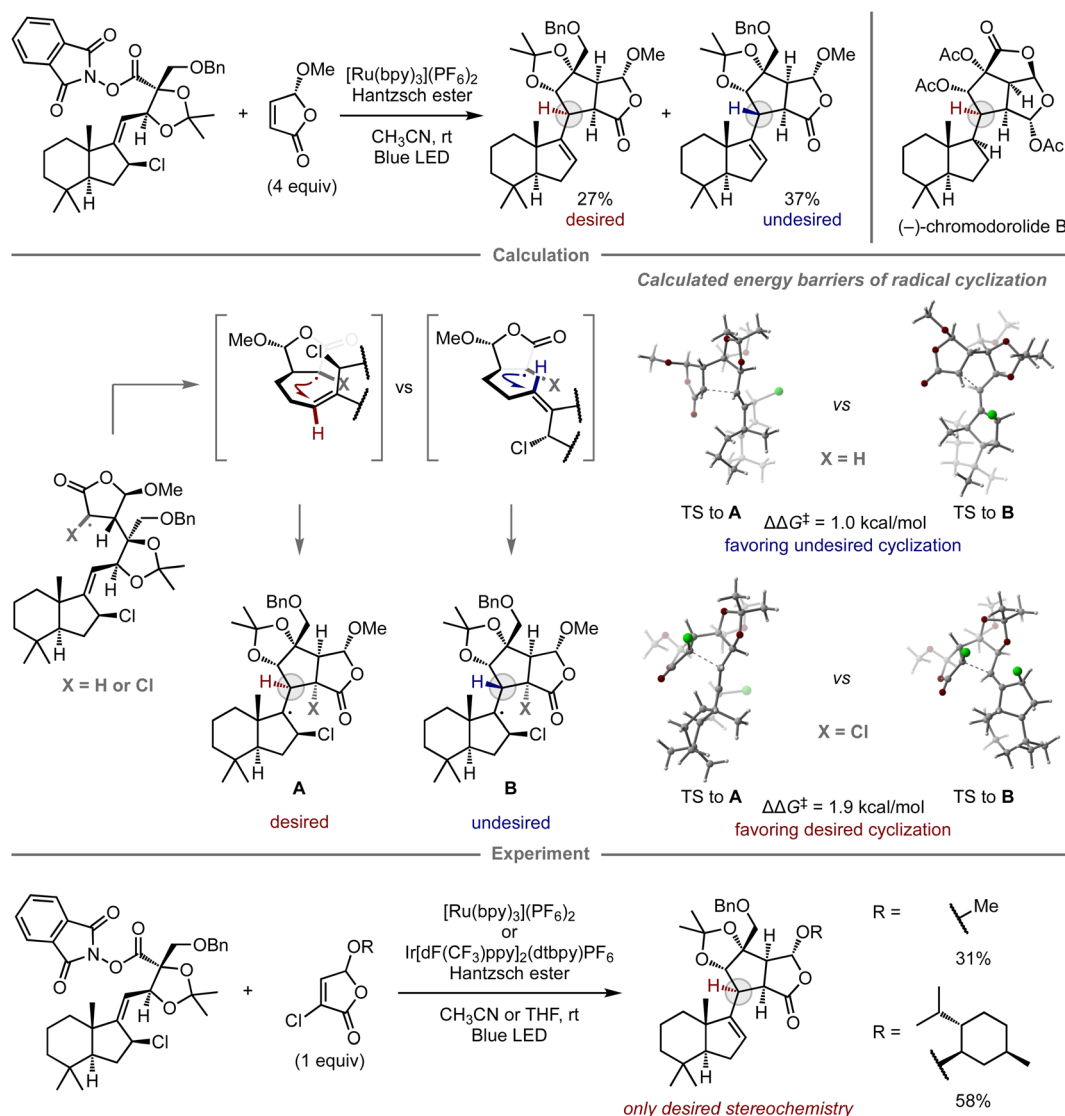 O
N
O
O
O
OBn
O
O
H
Me
Me
H
Cl
+
OMe
O
O
(4 equiv)
[Ru(bpy)3](PF6)2
Hantzsch ester
CH3CN, rt
Blue LED
BnO
O
O
H
OMe
H
H
O
O
H
27%
desired
+
BnO
O
O
H
OMe
H
H
O
O
H
37%
undesired
O
AcO
O
AcO
H
H
O
H
OAc
H
H
(–)-chromodorolide B
Calculation
Calculated energy barriers of radical cyclization
MeO
O
O
Cl
X
H
vs
MeO
O
O
H
X
Cl
vs
X = H
TS to A
TS to B
ΔΔG‡ = 1.0 kcal/mol
favoring undesired cyclization
O
O
OMe
X
H
OBn
O
O
H
Cl
H
X = H or Cl
BnO
O
O
H
OMe
H
X
O
O
Cl
H
A
desired
BnO
O
O
H
OMe
H
X
O
O
Cl
H
B
undesired
vs
X = Cl
TS to A
TS to B
ΔΔG‡ = 1.9 kcal/mol
favoring desired cyclization
Experiment
O
N
O
O
O
OBn
O
O
H
Cl
H
+
OR
O
Cl
O
(1 equiv)
[Ru(bpy)3](PF6)2
or
Ir[dF(CF3)ppy]2(dtbpy)PF6
Hantzsch ester
CH3CN or THF, rt
Blue LED
BnO
O
O
H
OR
H
H
O
O
H
only desired stereochemistry
R =
Me
31%
R =
58%